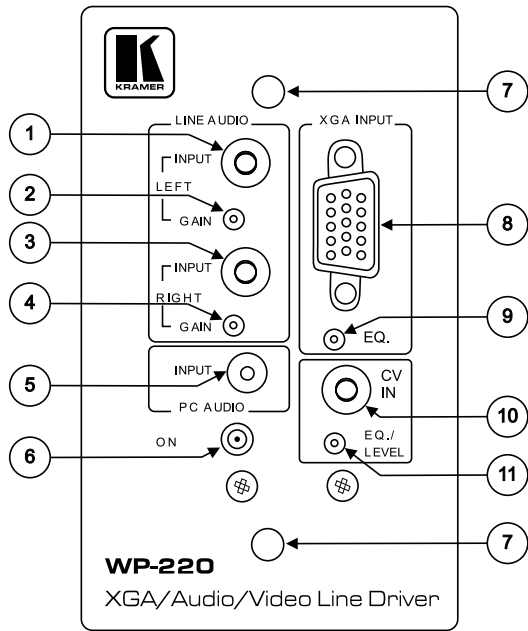 K
KRAMER
LINE AUDIO
INPUT
LEFT
GAIN
INPUT
RIGHT
GAIN
INPUT
PC AUDIO
ON
XGA INPUT
EQ.
CV
IN
EQ./
LEVEL
WP-220
XGA/Audio/Video Line Driver
1
2
3
4
5
6
7
8
9
10
11
7